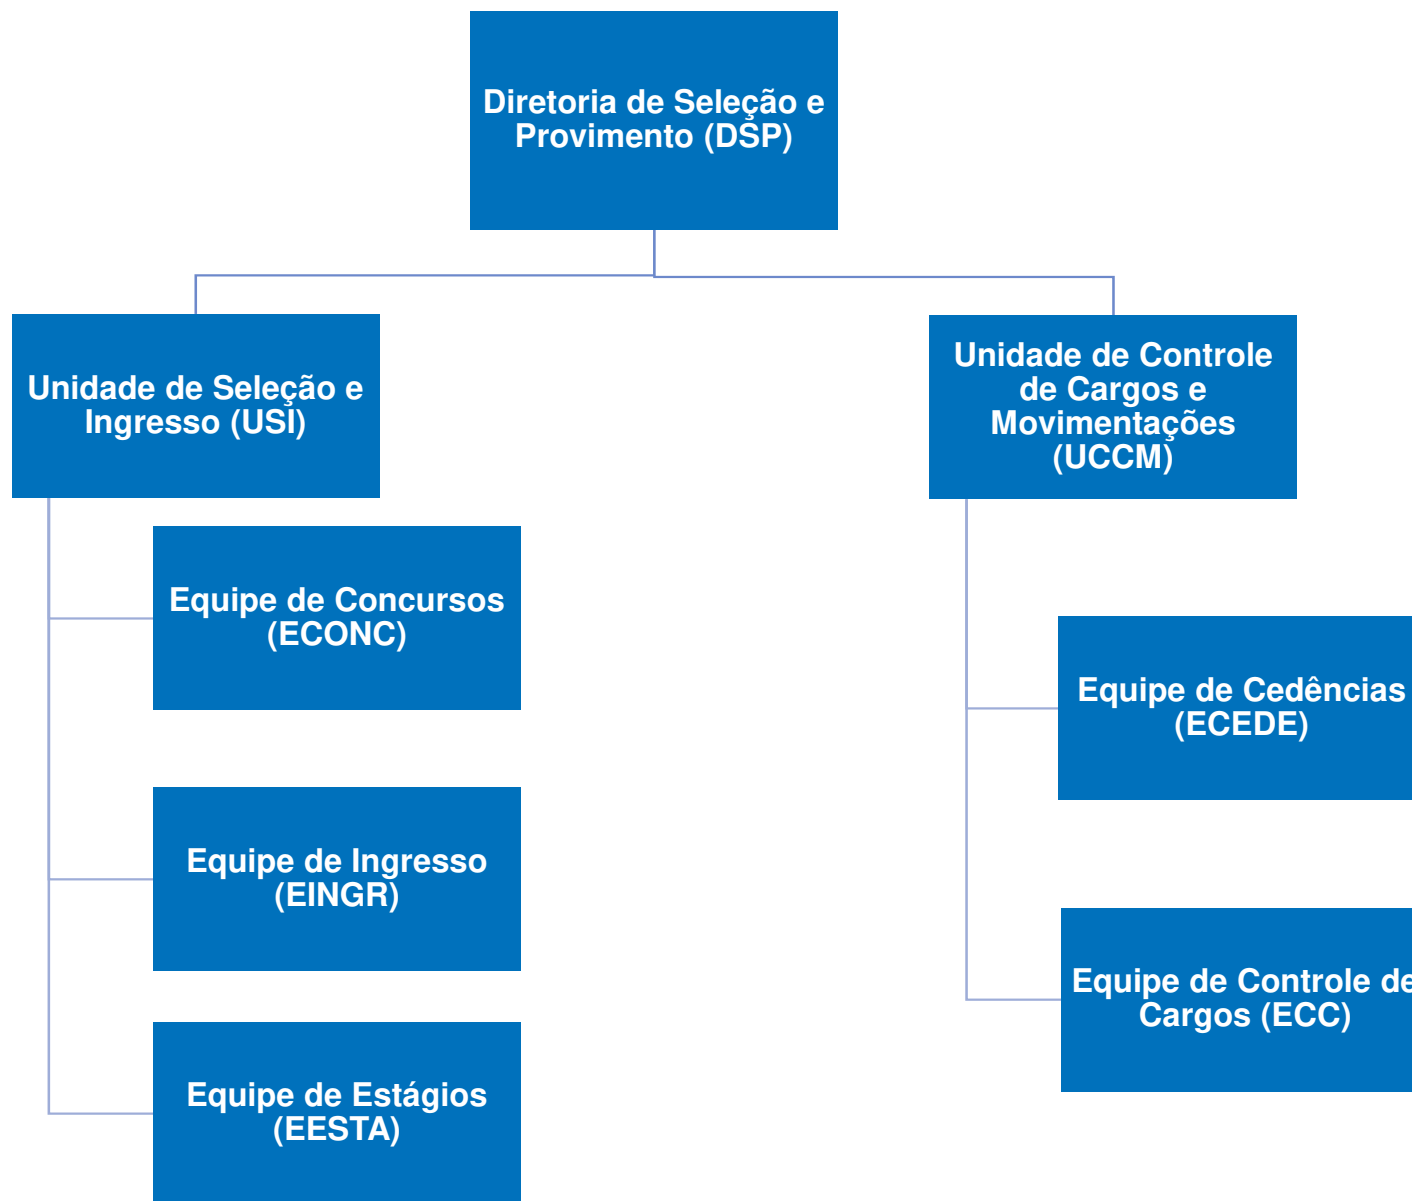 Diretoria de Seleção e
Provimento (DSP)
Unidade de Seleção e
Ingresso (USI)
Unidade de Controle
de Cargos e
Movimentações
(UCCM)
Equipe de Concursos
(ECONC)
Equipe de Ingresso
(EINGR)
Equipe de Estágios
(EESTA)
Equipe de Cedências
(ECEDE)
Equipe de Controle de
Cargos (ECC)